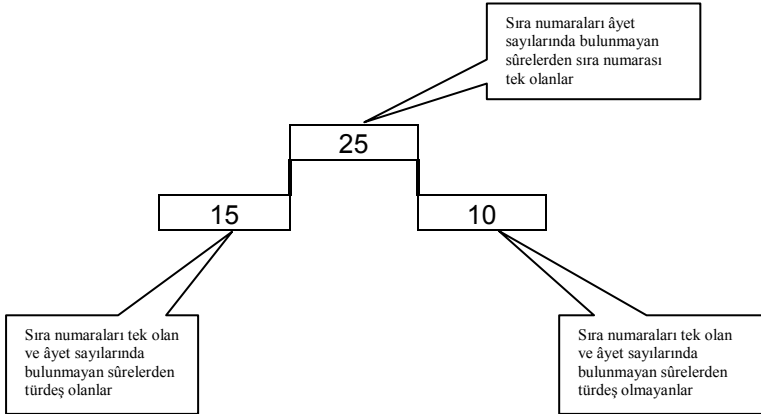 Sıra numaraları âyet
sayılarında bulunmayan
sûrelerden sıra numarası
tek olanlar
25
15
10
Sıra numaraları tek olan
ve âyet sayılarında
bulunmayan sûrelerden
türdeş olanlar
Sıra numaraları tek olan
ve âyet sayılarında
bulunmayan sûrelerden
türdeş olmayanlar